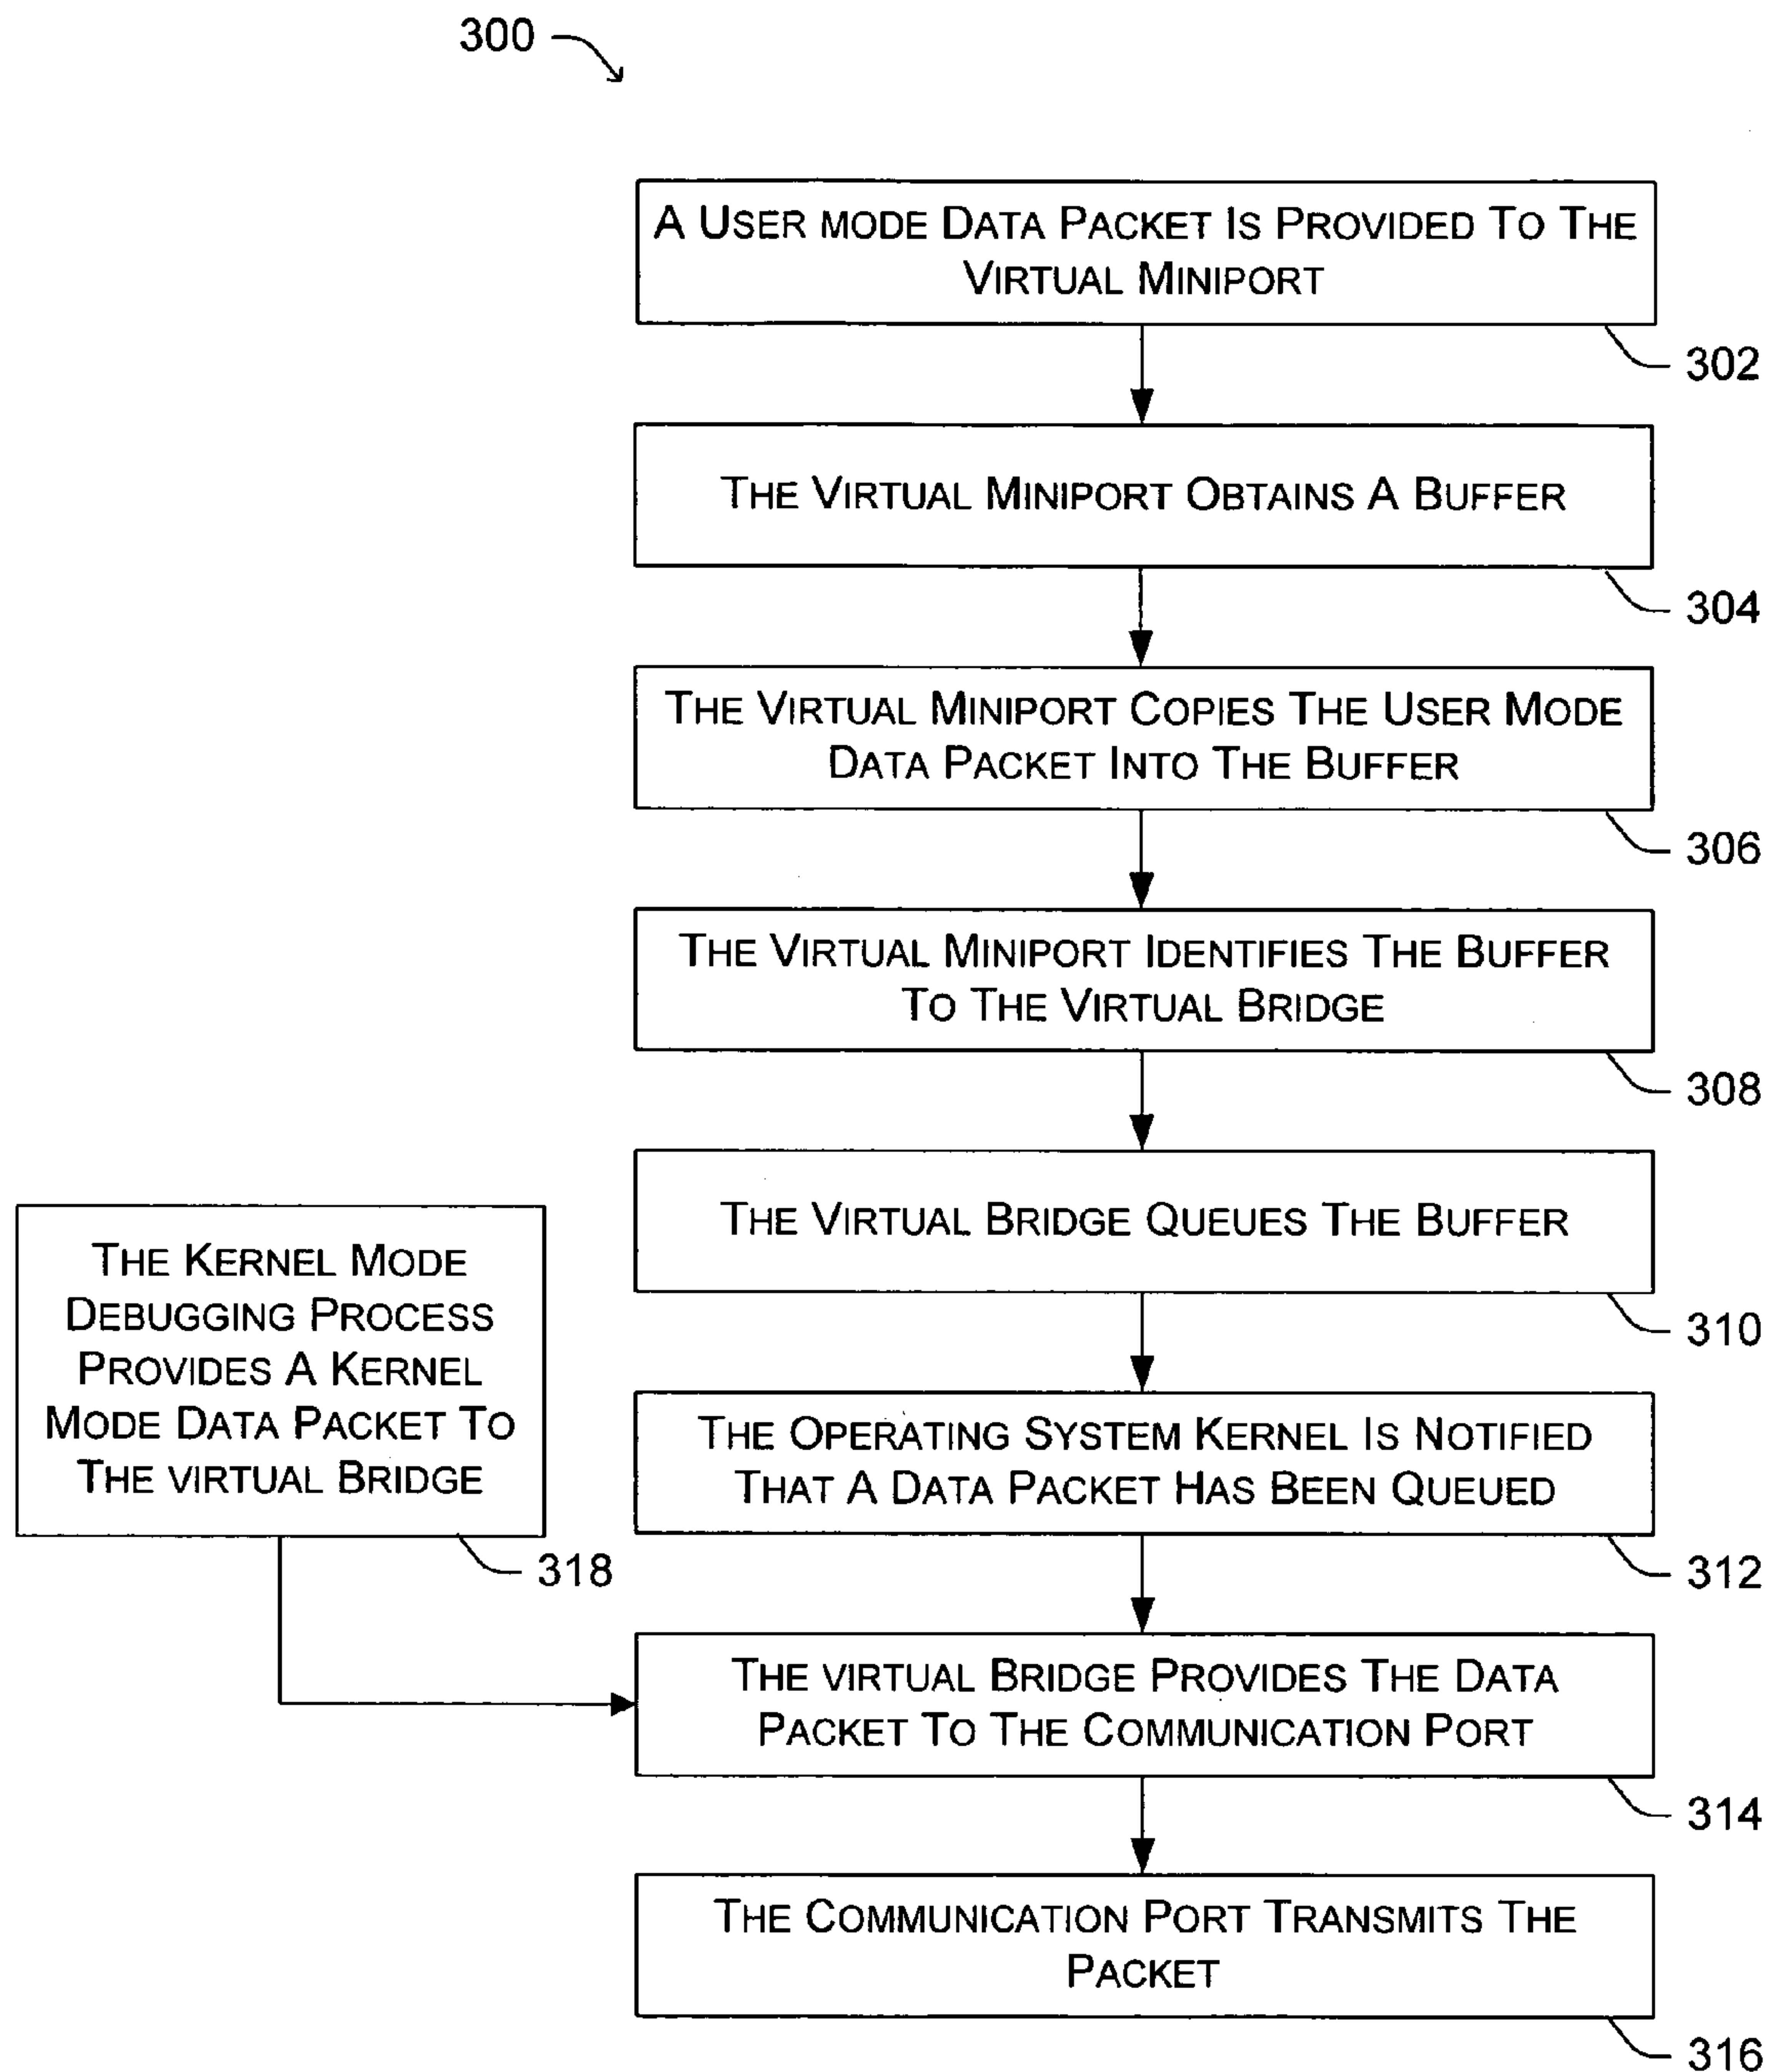 300
A USER MODE DATA PACKET IS PROVIDED TO THE
VIRTUAL MINIPORT
302
THE VIRTUAL MINIPORT OBTAINS A BUFFER
304
THE VIRTUAL MINIPORT COPIES THE USER MODE
DATA PACKET INTO THE BUFFER
306
THE VIRTUAL MINIPORT IDENTIFIES THE BUFFER
TO THE VIRTUAL BRIDGE
308
THE VIRTUAL BRIDGE QUEUES THE BUFFER
310
THE KERNEL MODE
DEBUGGING PROCESS
PROVIDES A KERNEL
MODE DATA PACKET TO
THE VIRTUAL BRIDGE
318
THE OPERATING SYSTEM KERNEL IS NOTIFIED
THAT A DATA PACKET HAS BEEN QUEUED
312
THE VIRTUAL BRIDGE PROVIDES THE DATA
PACKET TO THE COMMUNICATION PORT
314
THE COMMUNICATION PORT TRANSMITS THE
PACKET
316